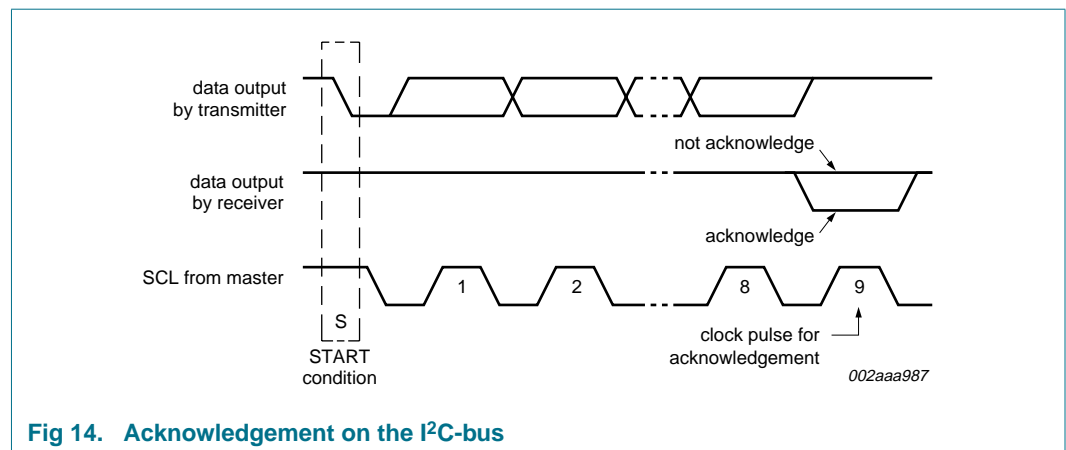 data output
by transmitter
not acknowledge
data output
by receiver
acknowledge
SCL from master
1
2
8
9
S
START
condition
clock pulse for
acknowledgement
002aaa987
Fig 14. Acknowledgement on the I²C-bus